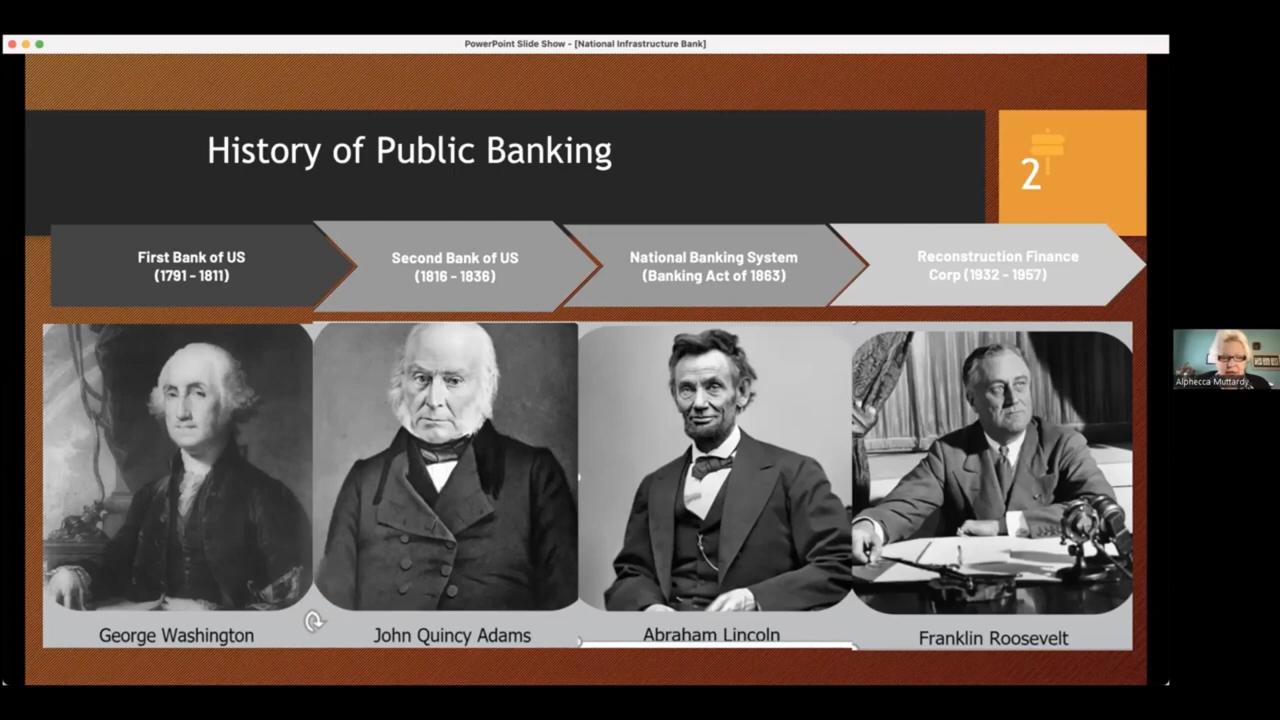 PowerPoint Slide Show - [National Infrastructure Bank]
History of Public Banking
2
First Bank of US
(1791 - 1811)
Second Bank of US
(1816 - 1836)
National Banking System
(Banking Act of 1863)
Reconstruction Finance
Corp (1932 - 1957)
George Washington
John Quincy Adams
Abraham Lincoln
Franklin Roosevelt
Alphecca Muttardy